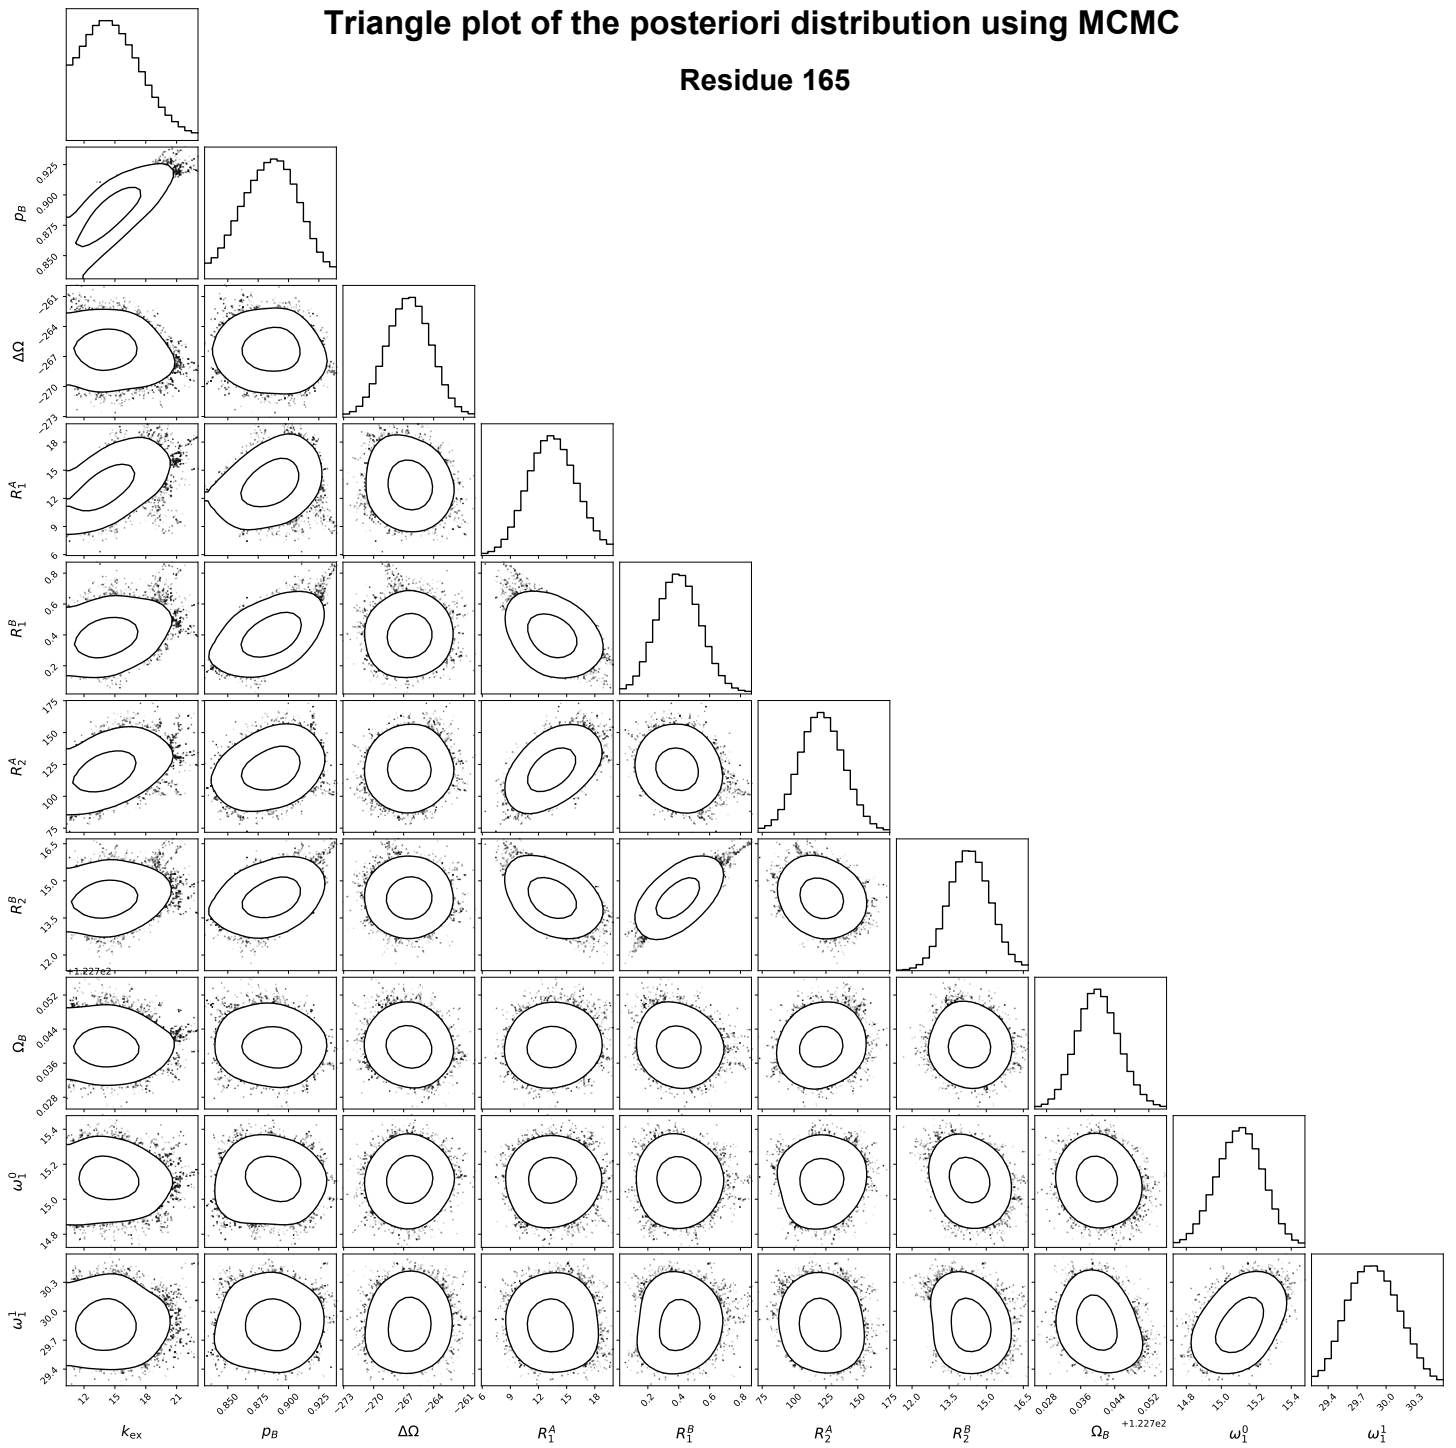 Triangle plot of the posteriori distribution using MCMC
Residue 165
p_B
0.925
0.900
0.875
0.850
ΔΩ
−261
−264
−267
−270
−273
R_1^A
18
15
12
9
6
R_1^B
0.8
0.6
0.4
0.2
R_2^A
175
150
125
100
75
R_2^B
16.5
15.0
13.5
12.0
+1.227e2
Ω_B
0.052
0.044
0.036
0.028
ω_1^0
15.4
15.2
15.0
14.8
ω_1^1
30.3
30.0
29.7
29.4
12 15 18 21 0.850 0.875 0.900 0.925 −273 −270 −267 −264 −261 6 9 12 15 18 0.2 0.4 0.6 0.8 75 100 125 150 175 12.0 13.5 15.0 16.5 0.028 0.036 0.044 0.052 14.8 15.0 15.2 15.4 29.4 29.7 30.0 30.3
+1.227e2
k_ex p_B ΔΩ R_1^A R_1^B R_2^A R_2^B Ω_B ω_1^0 ω_1^1